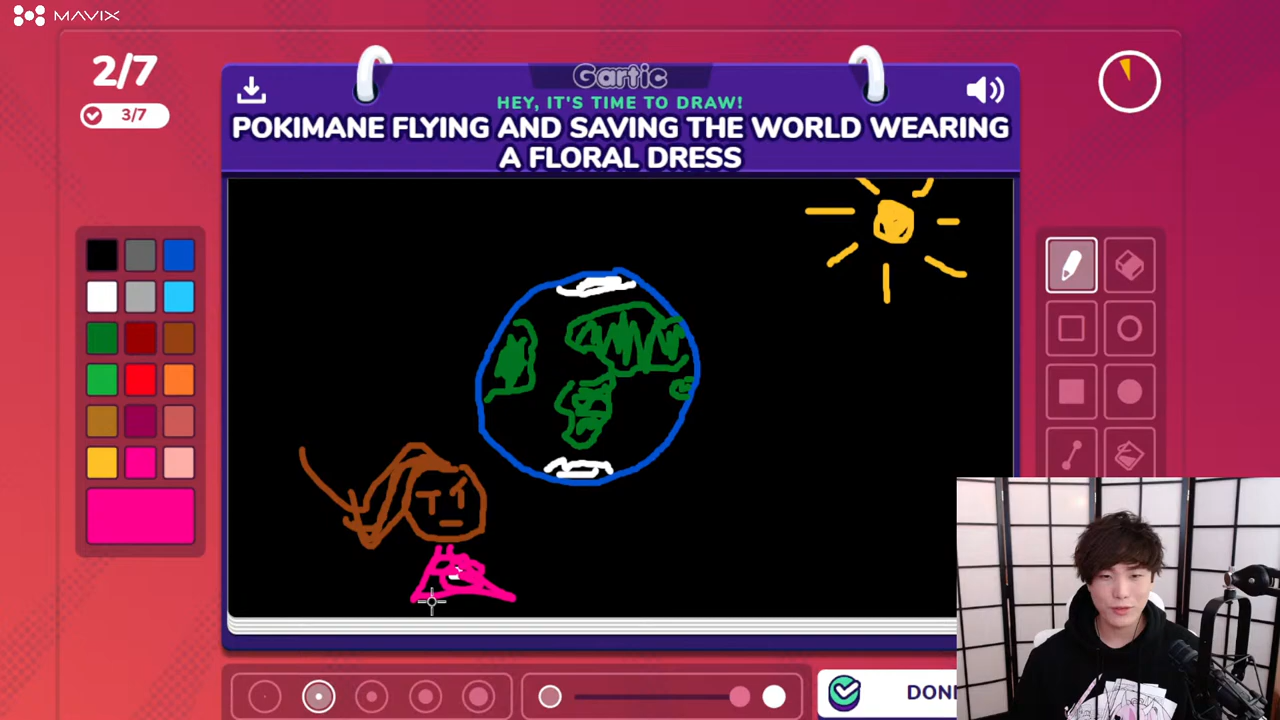 MAVIX
2/7
3/7
Gartic
HEY, IT'S TIME TO DRAW!
POKIMANE FLYING AND SAVING THE WORLD WEARING
A FLORAL DRESS
DON